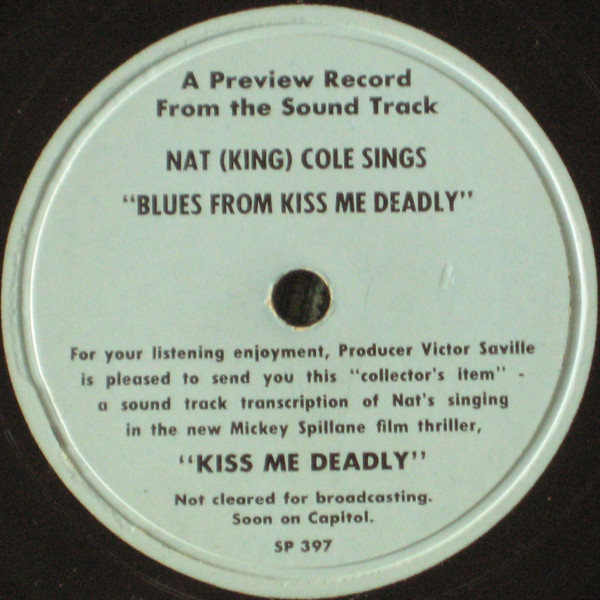 A Preview Record
From the Sound Track
NAT (KING) COLE SINGS
"BLUES FROM KISS ME DEADLY"
For your listening enjoyment, Producer Victor Saville
is pleased to send you this "collector's item" -
a sound track transcription of Nat's singing
in the new Mickey Spillane film thriller,
"KISS ME DEADLY"
Not cleared for broadcasting.
Soon on Capitol.
SP 397